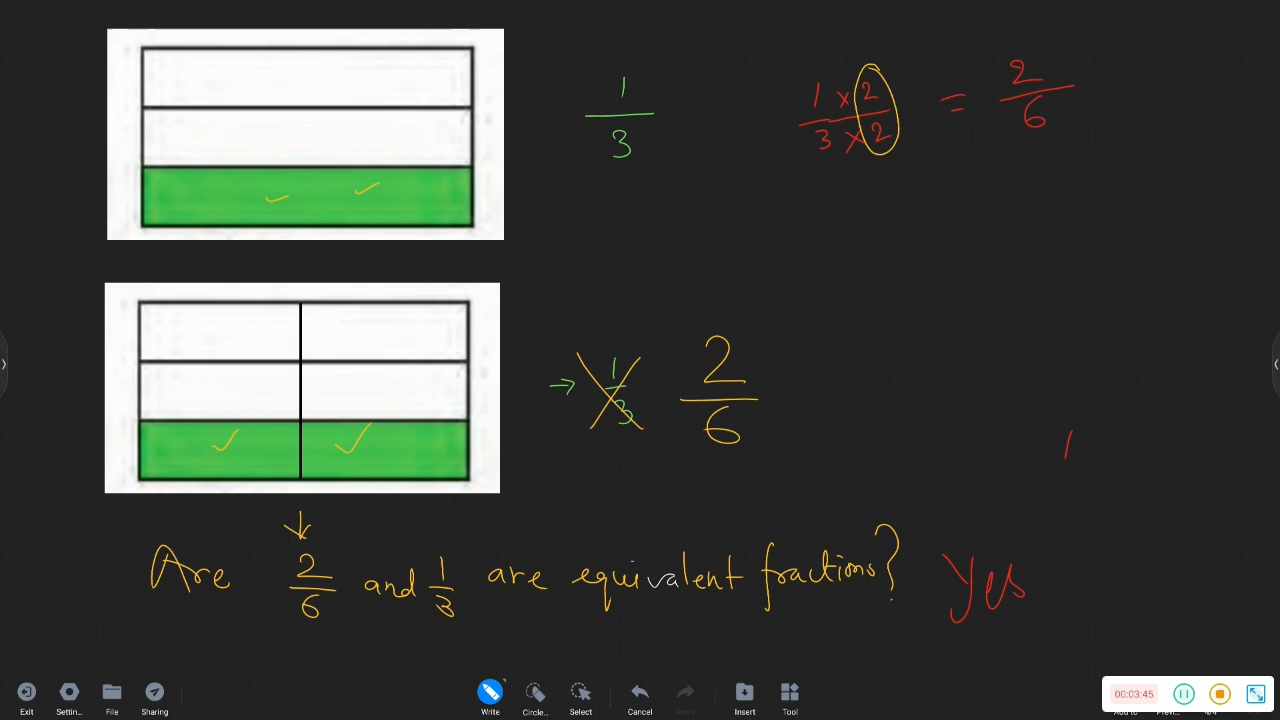 1/3
1×2/3×2 = 2/6
→ 1/3 2/6
1
Are 2/6 and 1/3 are equivalent fractions? Yes
Exit Settin... File Sharing Write Circle... Select Cancel Redo Insert Tool 00:03:45